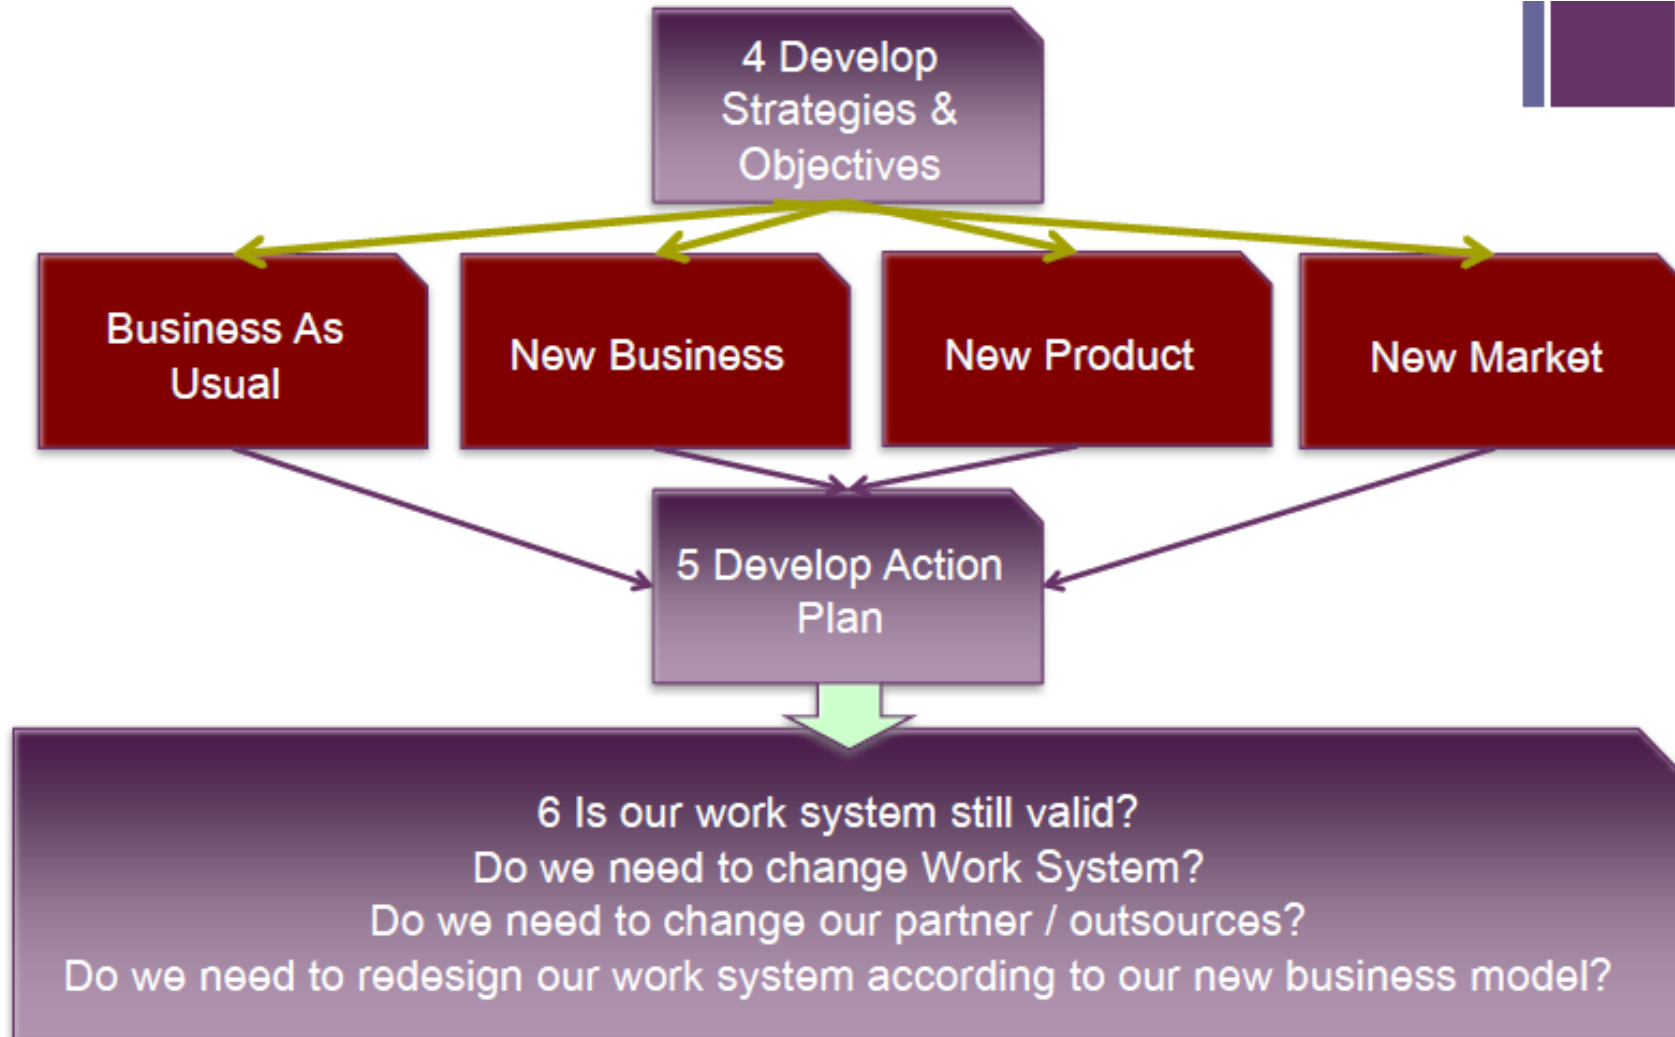 4 Develop
Strategies &
Objectives
Business As
Usual
New Business
New Product
New Market
5 Develop Action
Plan
6 Is our work system still valid?
Do we need to change Work System?
Do we need to change our partner / outsources?
Do we need to redesign our work system according to our new business model?